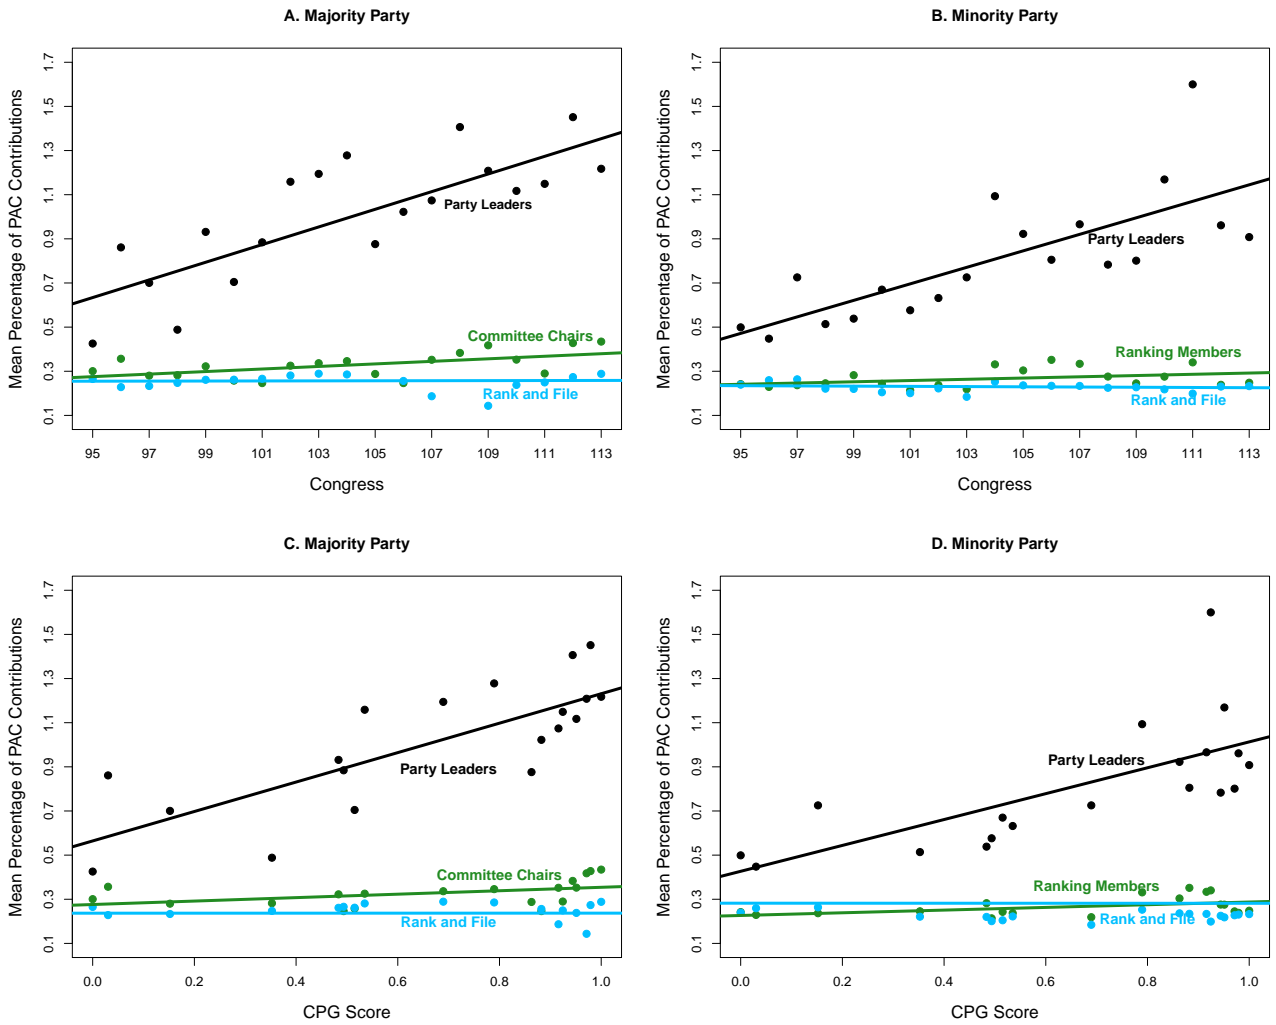 A. Majority Party
Mean Percentage of PAC Contributions
1.7
1.5
1.3
1.1
0.9
0.7
0.5
0.3
0.1
Party Leaders
Committee Chairs
Rank and File
95 97 99 101 103 105 107 109 111 113
Congress
B. Minority Party
Mean Percentage of PAC Contributions
1.7
1.5
1.3
1.1
0.9
0.7
0.5
0.3
0.1
Party Leaders
Ranking Members
Rank and File
95 97 99 101 103 105 107 109 111 113
Congress
C. Majority Party
Mean Percentage of PAC Contributions
1.7
1.5
1.3
1.1
0.9
0.7
0.5
0.3
0.1
Party Leaders
Committee Chairs
Rank and File
0.0 0.2 0.4 0.6 0.8 1.0
CPG Score
D. Minority Party
Mean Percentage of PAC Contributions
1.7
1.5
1.3
1.1
0.9
0.7
0.5
0.3
0.1
Party Leaders
Ranking Members
Rank and File
0.0 0.2 0.4 0.6 0.8 1.0
CPG Score